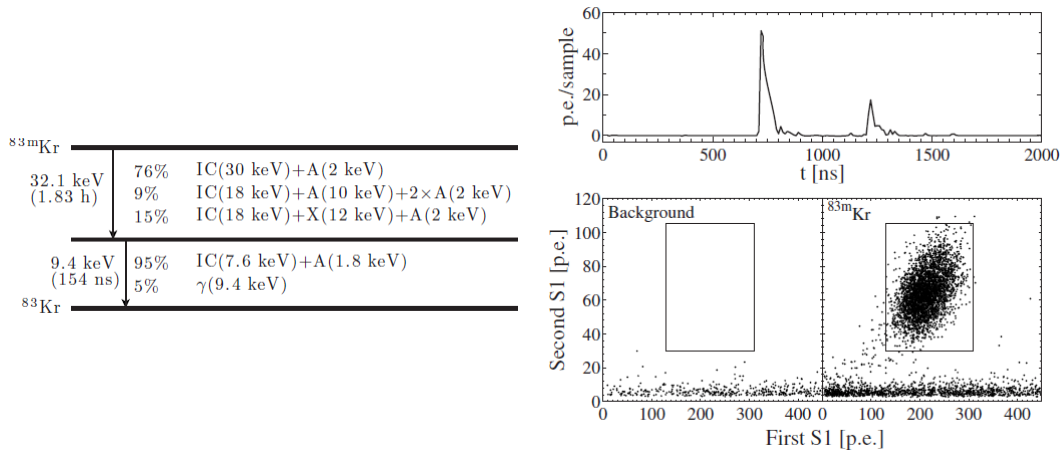 ⁸³ᵐKr
32.1 keV
(1.83 h)
76% IC(30 keV)+A(2 keV)
9% IC(18 keV)+A(10 keV)+2×A(2 keV)
15% IC(18 keV)+X(12 keV)+A(2 keV)
9.4 keV
(154 ns)
95% IC(7.6 keV)+A(1.8 keV)
5% γ(9.4 keV)
⁸³Kr
p.e./sample
60
40
20
0
0 500 1000 1500 2000
t [ns]
Second S1 [p.e.]
120
100
80
60
40
20
0
Background
⁸³ᵐKr
0 100 200 300 0 100 200 300 400
First S1 [p.e.]